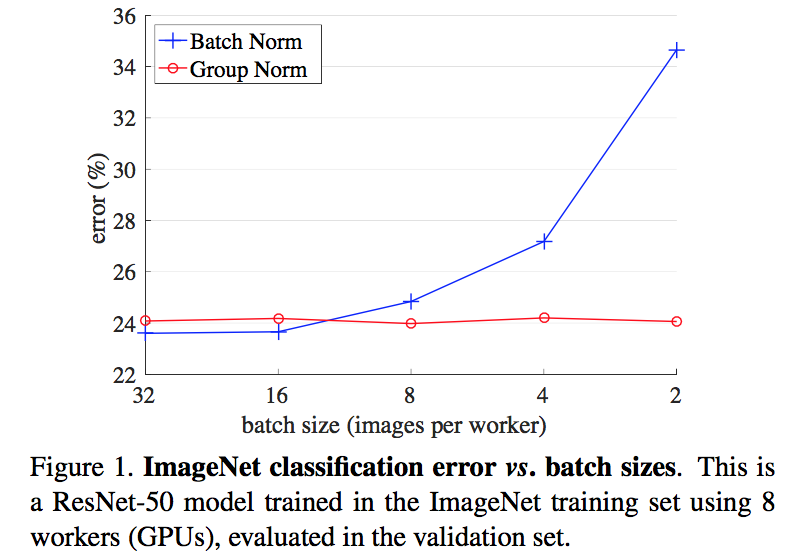 36
34
32
30
28
26
24
22
error (%)
Batch Norm
Group Norm
32 16 8 4 2
batch size (images per worker)
Figure 1. ImageNet classification error vs. batch sizes. This is
a ResNet-50 model trained in the ImageNet training set using 8
workers (GPUs), evaluated in the validation set.